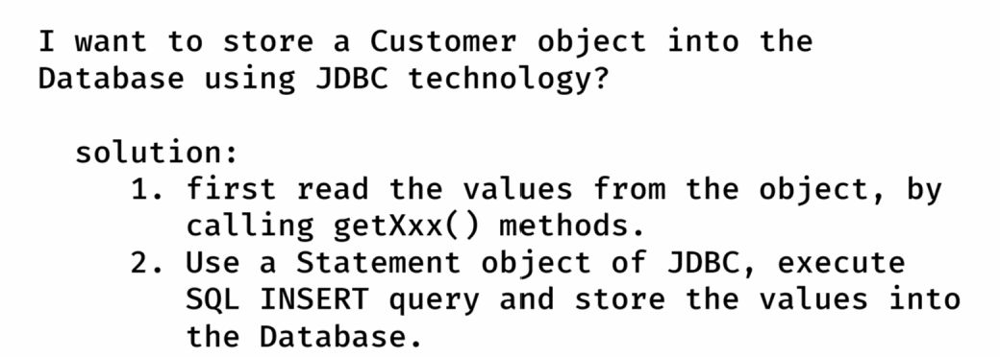 I want to store a Customer object into the
Database using JDBC technology?
solution:
1. first read the values from the object, by
calling getXxx() methods.
2. Use a Statement object of JDBC, execute
SQL INSERT query and store the values into
the Database.